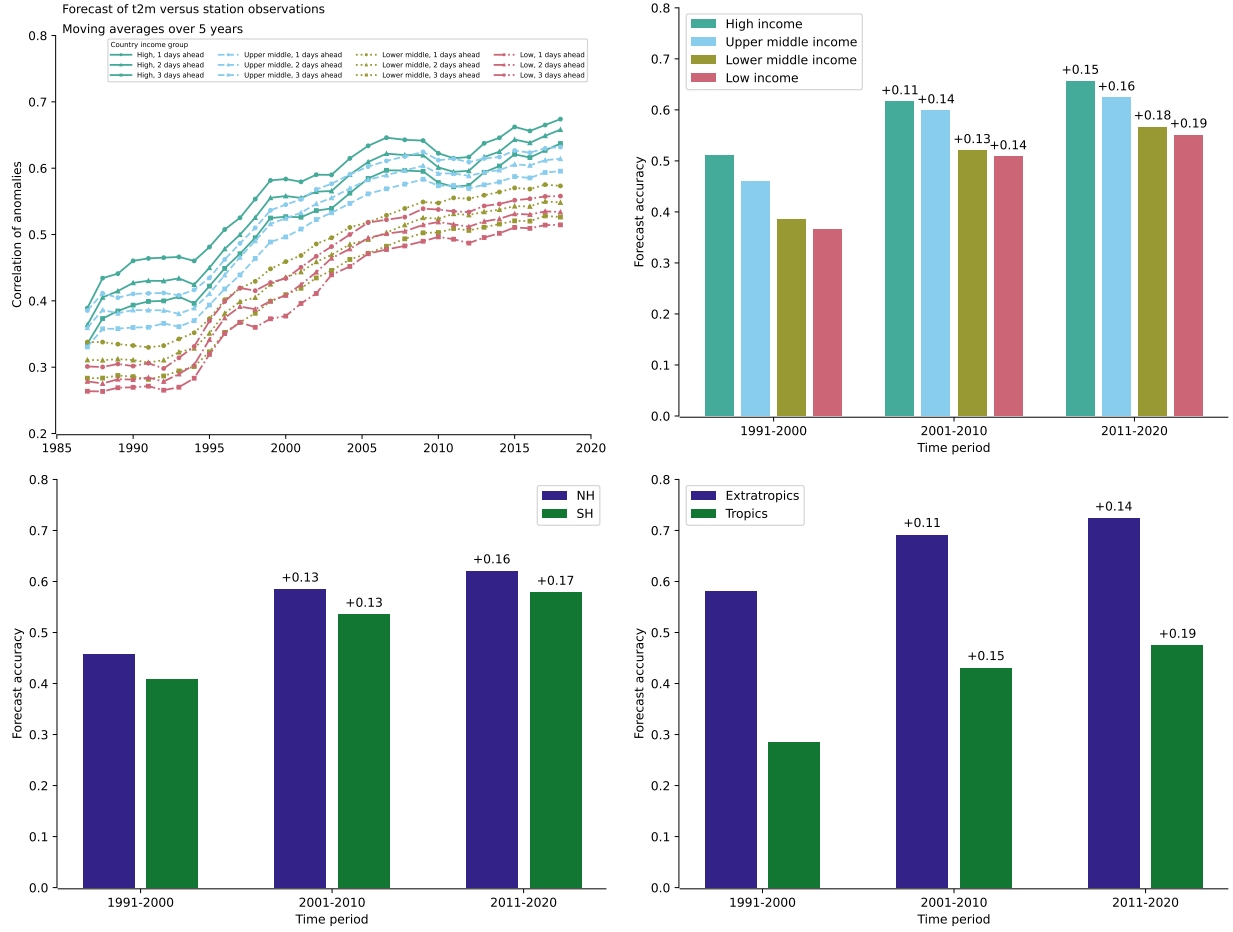 Forecast of t2m versus station observations
Moving averages over 5 years
Country income group
High, 1 days ahead
High, 2 days ahead
High, 3 days ahead
Upper middle, 1 days ahead
Upper middle, 2 days ahead
Upper middle, 3 days ahead
Lower middle, 1 days ahead
Lower middle, 2 days ahead
Lower middle, 3 days ahead
Low, 1 days ahead
Low, 2 days ahead
Low, 3 days ahead
Correlation of anomalies
0.8
0.7
0.6
0.5
0.4
0.3
0.2
1985 1990 1995 2000 2005 2010 2015 2020
High income
Upper middle income
Lower middle income
Low income
Forecast accuracy
0.8
0.7
0.6
0.5
0.4
0.3
0.2
0.1
0.0
+0.11
+0.14
+0.13
+0.14
+0.15
+0.16
+0.18
+0.19
1991-2000 2001-2010 2011-2020
Time period
NH
SH
Forecast accuracy
0.8
0.7
0.6
0.5
0.4
0.3
0.2
0.1
0.0
+0.13
+0.13
+0.16
+0.17
1991-2000 2001-2010 2011-2020
Time period
Extratropics
Tropics
Forecast accuracy
0.8
0.7
0.6
0.5
0.4
0.3
0.2
0.1
0.0
+0.11
+0.15
+0.14
+0.19
1991-2000 2001-2010 2011-2020
Time period